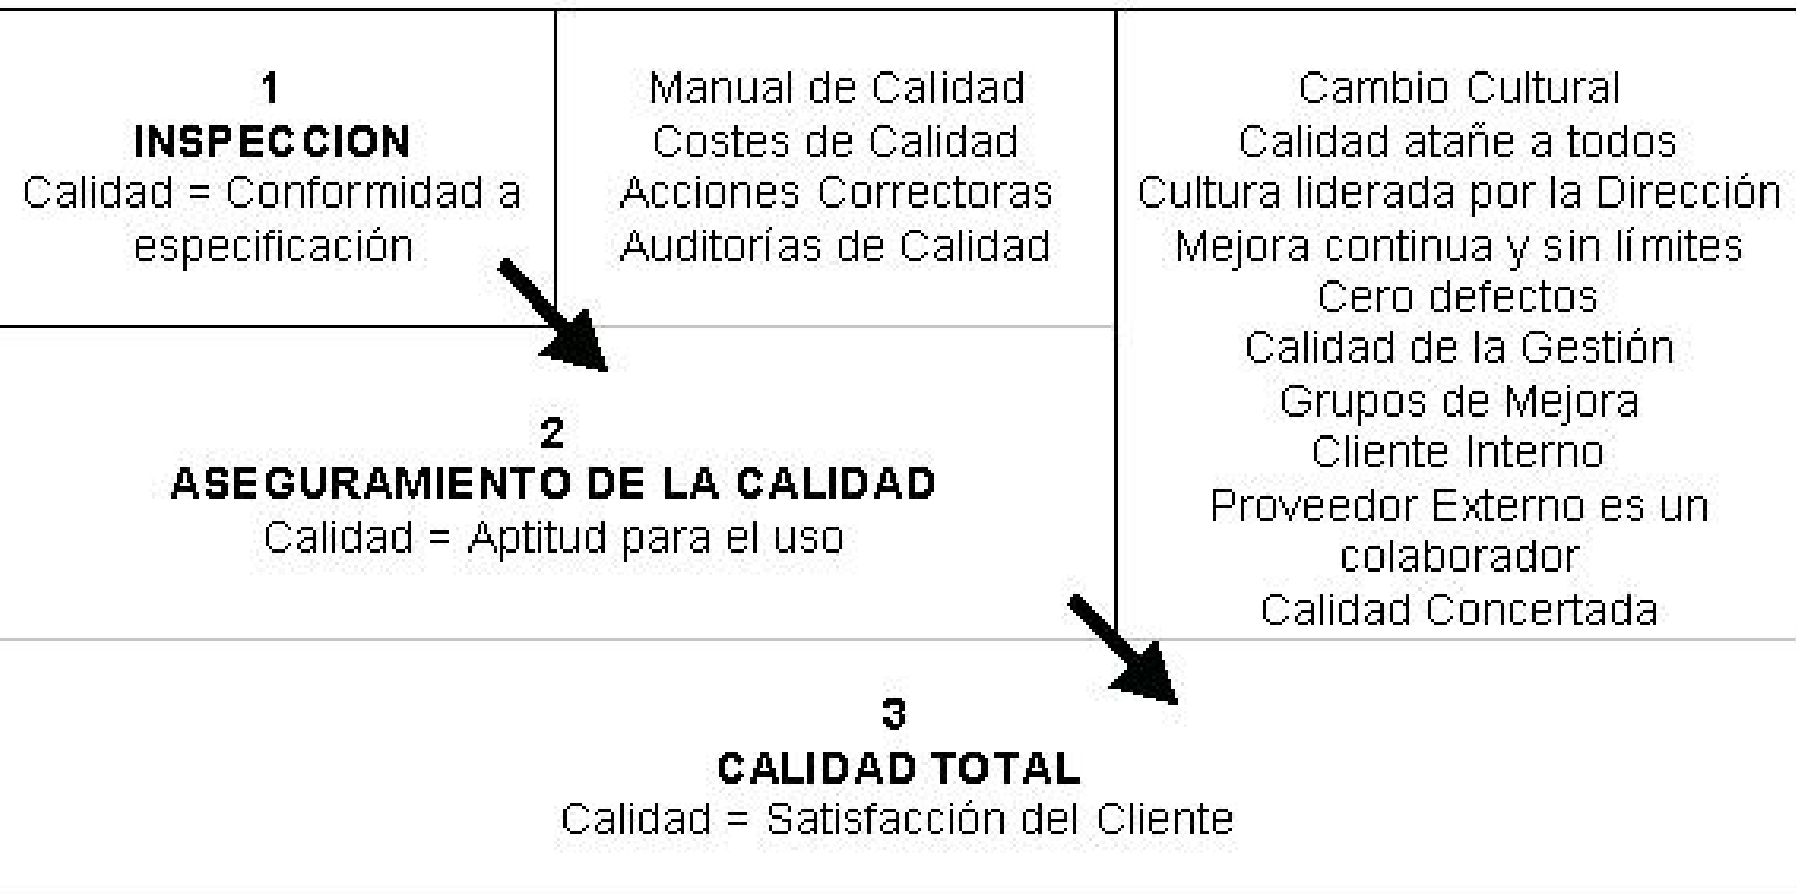 1
INSPECCION
Calidad = Conformidad a
especificación
Manual de Calidad
Costes de Calidad
Acciones Correctoras
Auditorías de Calidad
Cambio Cultural
Calidad atañe a todos
Cultura liderada por la Dirección
Mejora continua y sin límites
Cero defectos
Calidad de la Gestión
Grupos de Mejora
Cliente Interno
Proveedor Externo es un
colaborador
Calidad Concertada
2
ASEGURAMIENTO DE LA CALIDAD
Calidad = Aptitud para el uso
3
CALIDAD TOTAL
Calidad = Satisfacción del Cliente